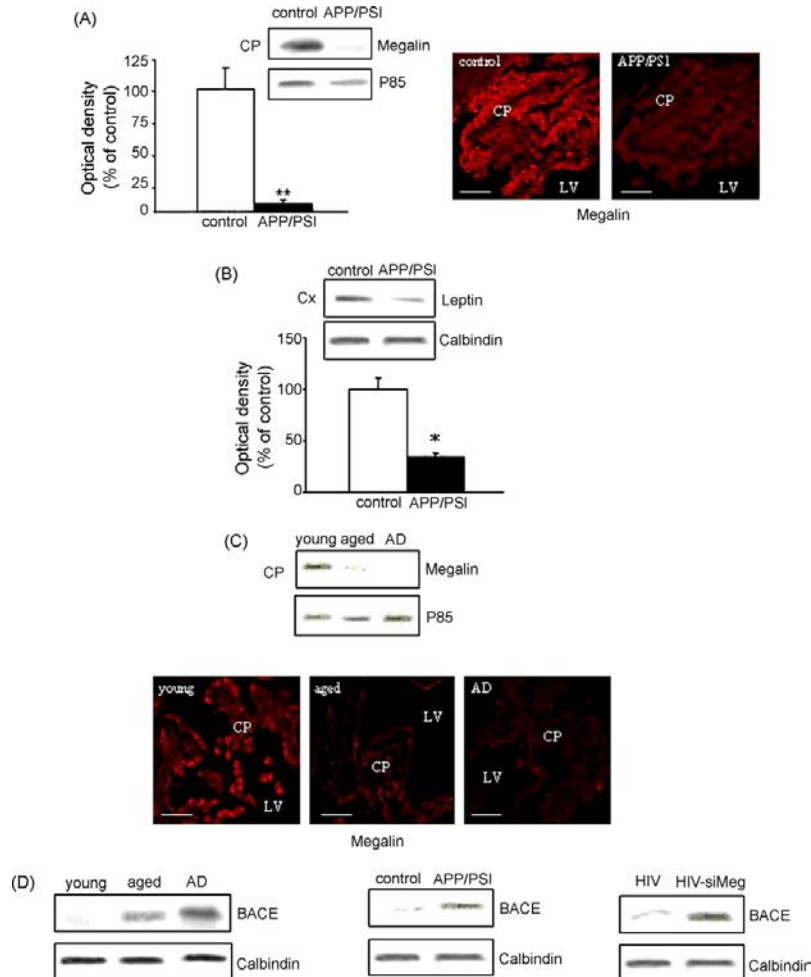 (A)
control APP/PSI
CP Megalin
P85
125
100
75
50
25
0
Optical density
(% of control)
**
control APP/PSI
control
CP
LV
APP/PS1
CP
LV
Megalin
(B)
control APP/PSI
Cx Leptin
Calbindin
150
100
50
0
Optical density
(% of control)
*
control APP/PSI
(C)
young aged AD
CP Megalin
P85
young
CP
LV
aged
LV
CP
AD
CP
LV
Megalin
(D)
young aged AD
BACE
Calbindin
control APP/PSI
BACE
Calbindin
HIV HIV-siMeg
BACE
Calbindin